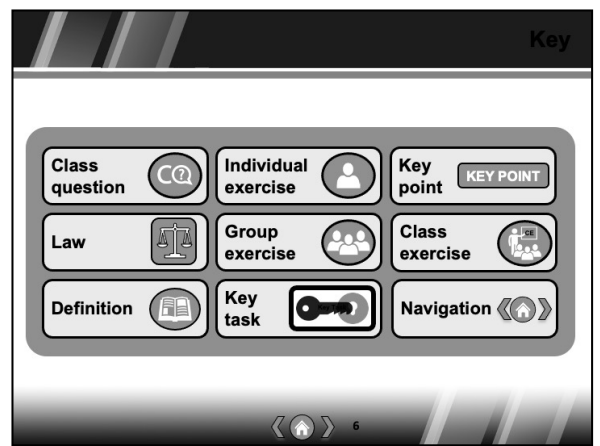 Key
Class
question
CQ?
Individual
exercise
Key
point
KEY POINT
Law
Group
exercise
Class
exercise
CE
Definition
Key
task
Navigation
6